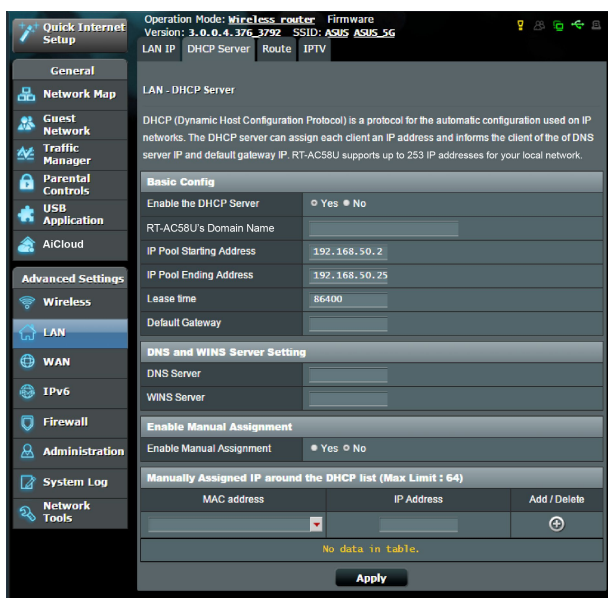 Quick Internet
Setup
General
Network Map
Guest
Network
Traffic
Manager
Parental
Controls
USB
Application
AiCloud
Advanced Settings
Wireless
LAN
WAN
IPv6
Firewall
Administration
System Log
Network
Tools
Operation Mode: Wireless router Firmware
Version: 3.0.0.4.376_3792 SSID: ASUS ASUS_5G
LAN IP DHCP Server Route IPTV
LAN - DHCP Server
DHCP (Dynamic Host Configuration Protocol) is a protocol for the automatic configuration used on IP
networks. The DHCP server can assign each client an IP address and informs the client of the of DNS
server IP and default gateway IP. RT-AC58U supports up to 253 IP addresses for your local network.
Basic Config
Enable the DHCP Server Yes No
RT-AC58U's Domain Name
IP Pool Starting Address 192.168.50.2
IP Pool Ending Address 192.168.50.25
Lease time 86400
Default Gateway
DNS and WINS Server Setting
DNS Server
WINS Server
Enable Manual Assignment
Enable Manual Assignment Yes No
Manually Assigned IP around the DHCP list (Max Limit : 64)
MAC address IP Address Add / Delete
No data in table.
Apply